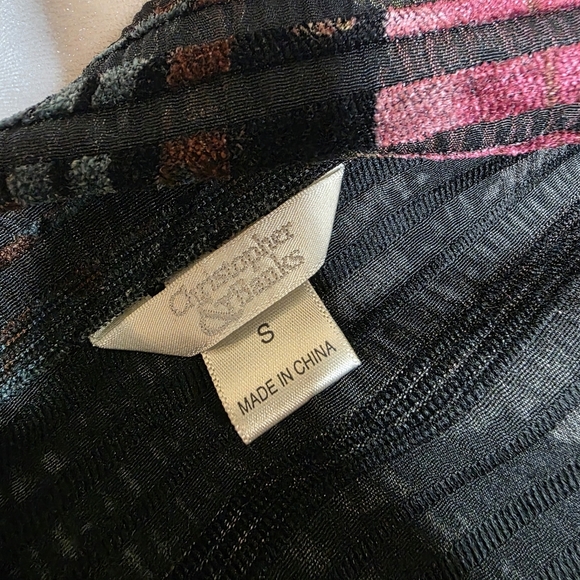 Christopher
& Banks
S
MADE IN CHINA